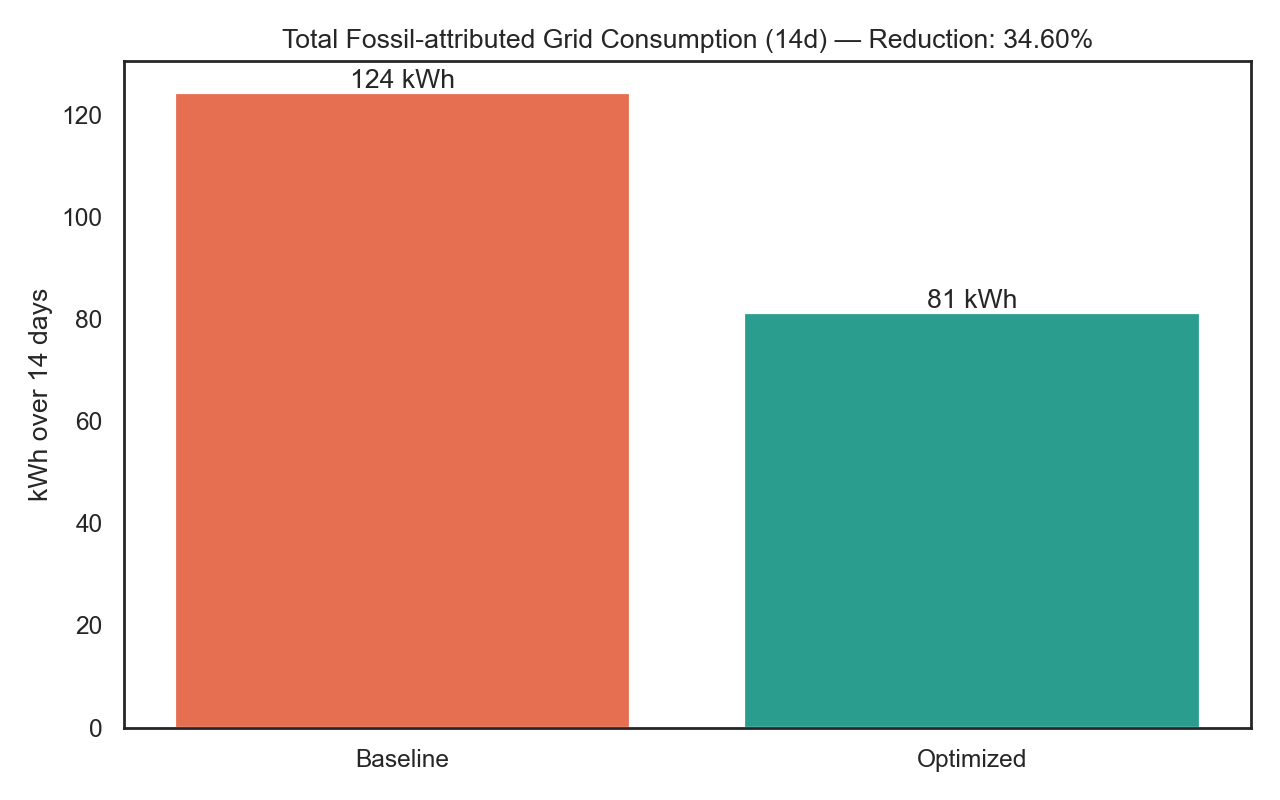 Total Fossil-attributed Grid Consumption (14d) — Reduction: 34.60%
124 kWh
120
100
81 kWh
80
60
40
20
0
kWh over 14 days
Baseline
Optimized